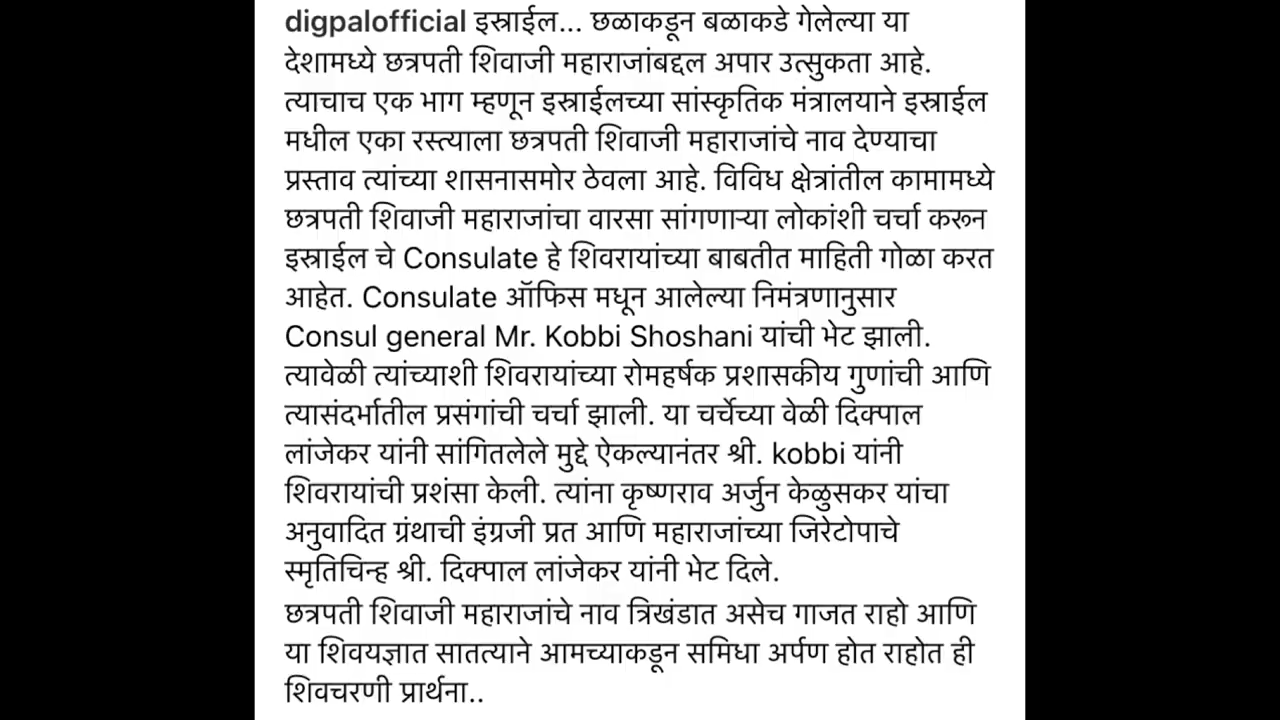 digpalofficial इस्राईल... छळाकडून बळाकडे गेलेल्या या
देशामध्ये छत्रपती शिवाजी महाराजांबद्दल अपार उत्सुकता आहे.
त्याचाच एक भाग म्हणून इस्राईलच्या सांस्कृतिक मंत्रालयाने इस्राईल
मधील एका रस्त्याला छत्रपती शिवाजी महाराजांचे नाव देण्याचा
प्रस्ताव त्यांच्या शासनासमोर ठेवला आहे. विविध क्षेत्रांतील कामामध्ये
छत्रपती शिवाजी महाराजांचा वारसा सांगणाऱ्या लोकांशी चर्चा करून
इस्राईल चे Consulate हे शिवरायांच्या बाबतीत माहिती गोळा करत
आहेत. Consulate ऑफिस मधून आलेल्या निमंत्रणानुसार
Consul general Mr. Kobbi Shoshani यांची भेट झाली.
त्यावेळी त्यांच्याशी शिवरायांच्या रोमहर्षक प्रशासकीय गुणांची आणि
त्यासंदर्भातील प्रसंगांची चर्चा झाली. या चर्चेच्या वेळी दिक्पाल
लांजेकर यांनी सांगितलेले मुद्दे ऐकल्यानंतर श्री. kobbi यांनी
शिवरायांची प्रशंसा केली. त्यांना कृष्णराव अर्जुन केळुसकर यांचा
अनुवादित ग्रंथाची इंग्रजी प्रत आणि महाराजांच्या जिरेटोपाचे
स्मृतिचिन्ह श्री. दिक्पाल लांजेकर यांनी भेट दिले.
छत्रपती शिवाजी महाराजांचे नाव त्रिखंडात असेच गाजत राहो आणि
या शिवयज्ञात सातत्याने आमच्याकडून समिधा अर्पण होत राहोत ही
शिवचरणी प्रार्थना..